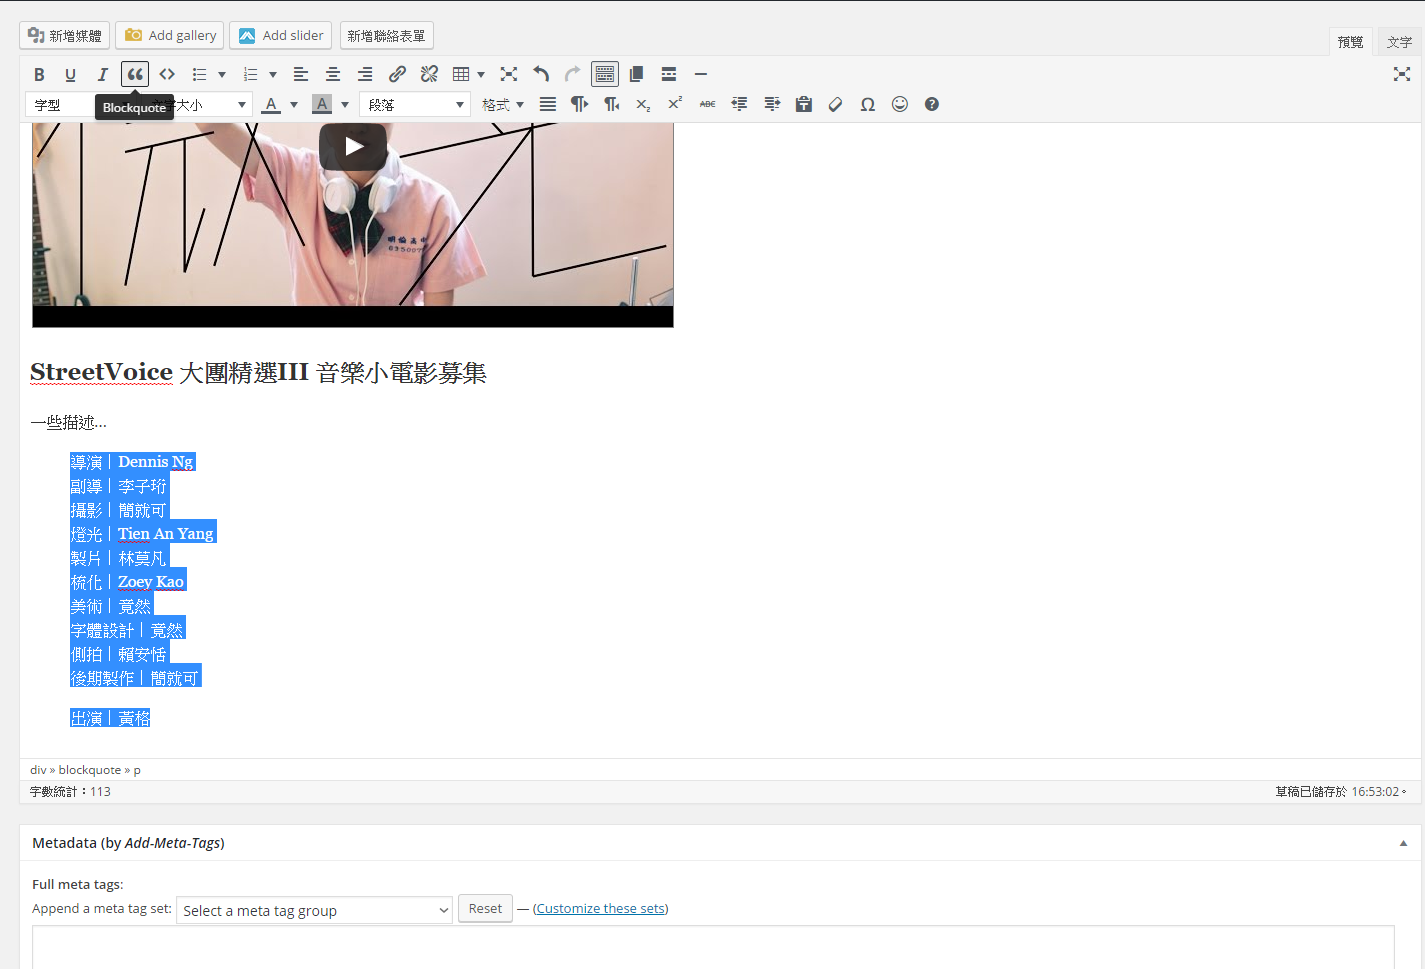 新增媒體 Add gallery Add slider 新增聯絡表單
預覽 文字
B U I
字型 文字大小 A A 段落 格式 ABC
Blockquote
明倫高中
StreetVoice 大團精選III 音樂小電影募集
一些描述...
導演｜Dennis Ng
副導｜李子珩
攝影｜簡就可
燈光｜Tien An Yang
製片｜林莫凡
梳化｜Zoey Kao
美術｜竟然
字體設計｜竟然
側拍｜賴安恬
後期製作｜簡就可
出演｜黃格
div » blockquote » p
字數統計：113 草稿已儲存於 16:53:02。
Metadata (by Add-Meta-Tags)
Full meta tags:
Append a meta tag set: Select a meta tag group Reset — (Customize these sets)